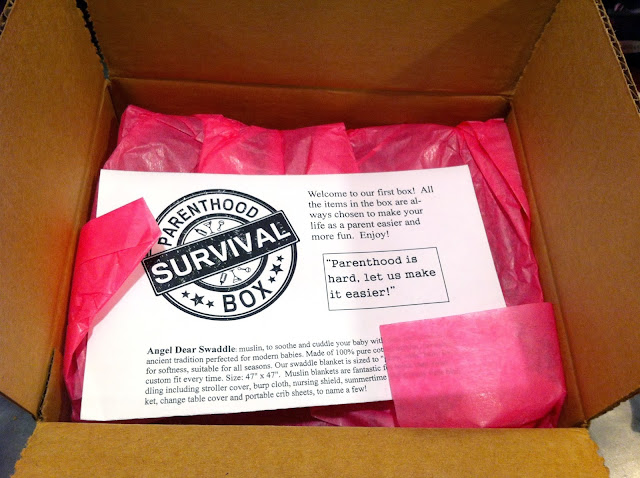 PARENTHOOD
SURVIVAL
BOX
Welcome to our first box! All
the items in the box are al-
ways chosen to make your
life as a parent easier and
more fun. Enjoy!
"Parenthood is
hard, let us make
it easier!"
Angel Dear Swaddle: muslin, to soothe and cuddle your baby with
ancient tradition perfected for modern babies. Made of 100% pure
for softness, suitable for all seasons. Our swaddle blanket is sized to
custom fit every time. Size: 47" x 47". Muslin blankets are fantastic
dling including stroller cover, burp cloth, nursing shield, summertime
ket, change table cover and portable crib sheets, to name a few!